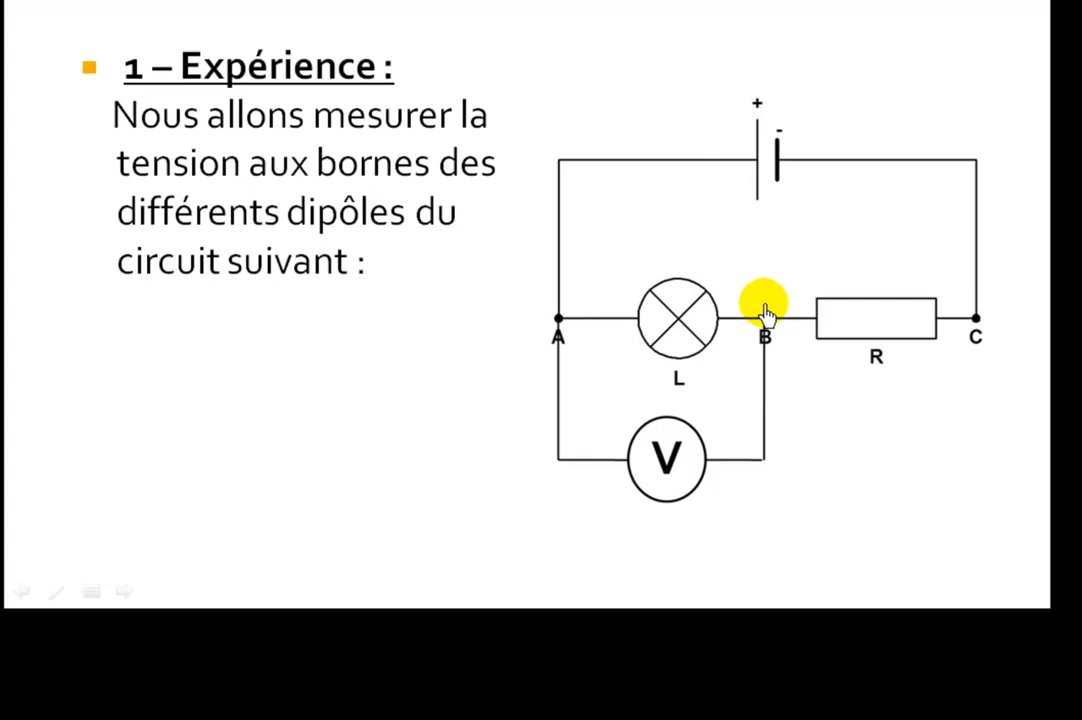 1 – Expérience :
Nous allons mesurer la
tension aux bornes des
différents dipôles du
circuit suivant :
+
-
A
B
C
L
R
V